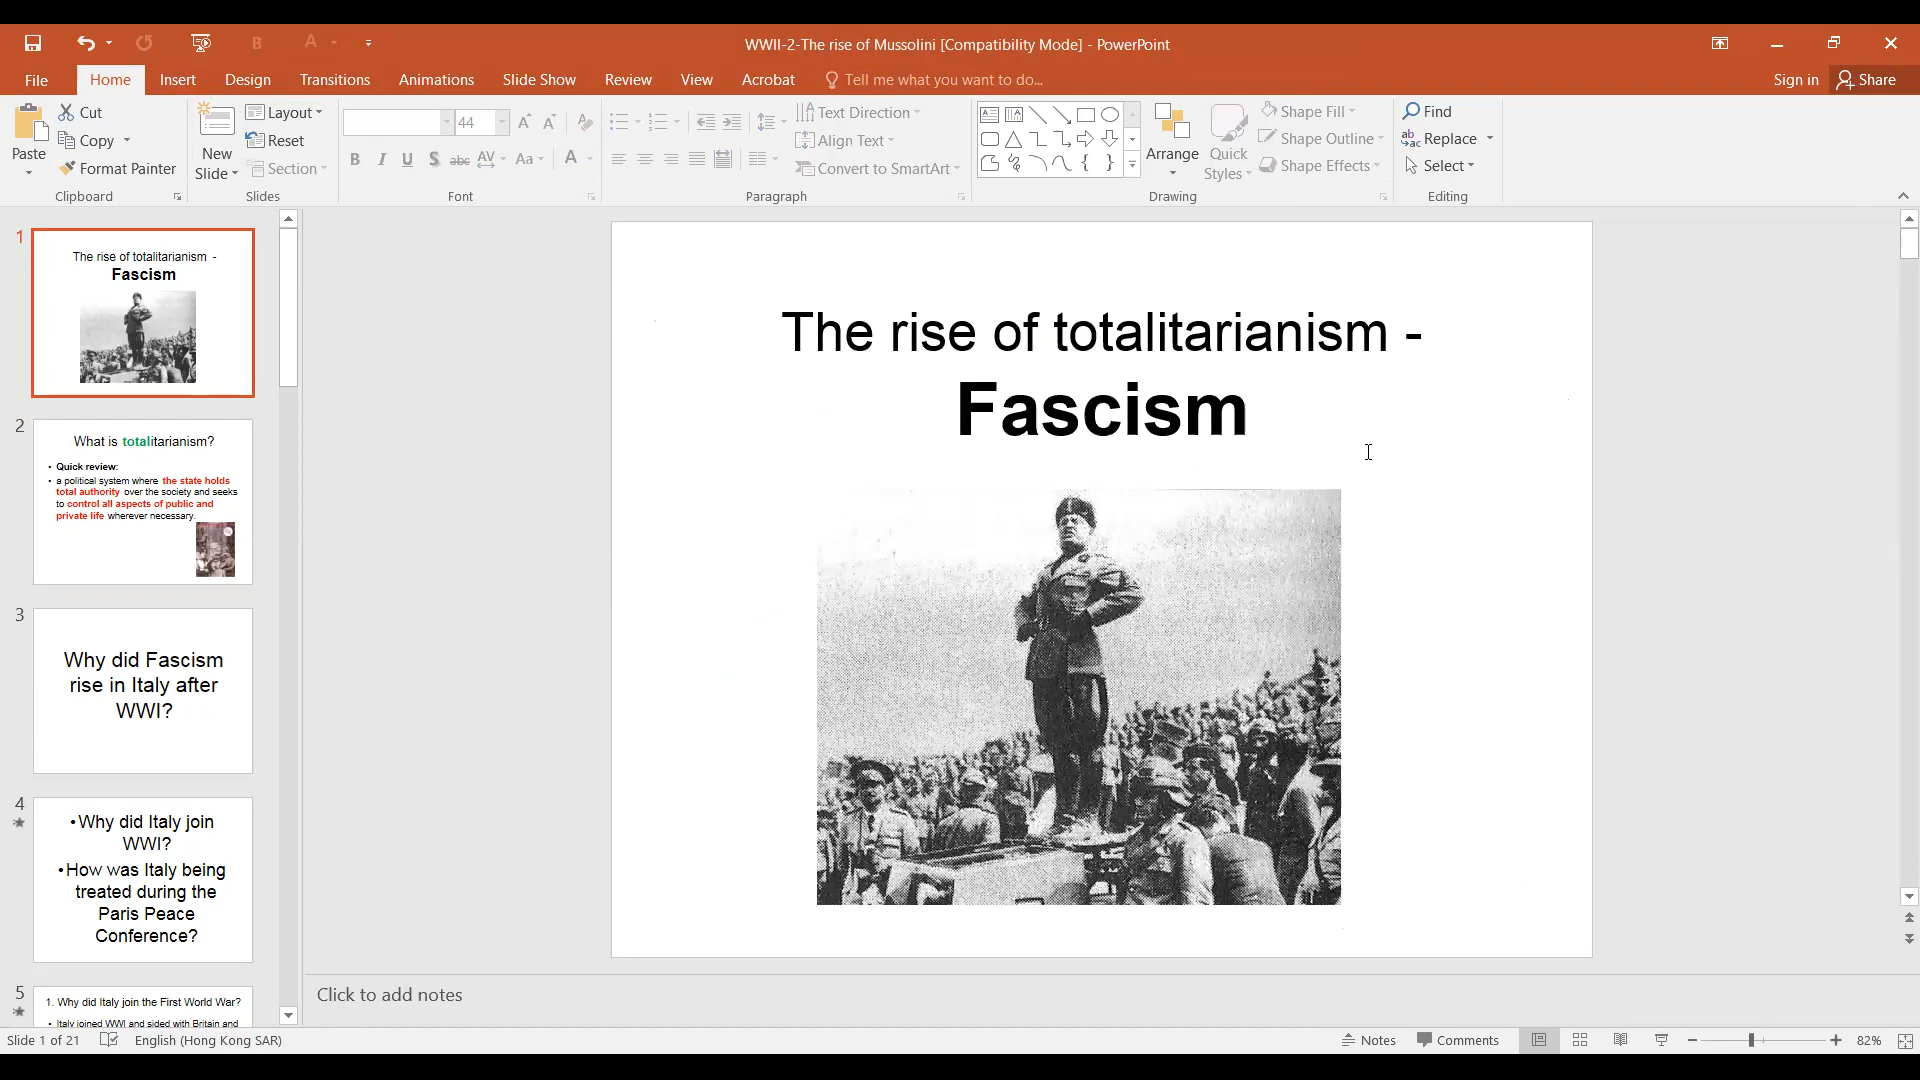 WWII-2-The rise of Mussolini [Compatibility Mode] - PowerPoint
File Home Insert Design Transitions Animations Slide Show Review View Acrobat Tell me what you want to do... Sign in Share
Paste
Cut
Copy
Format Painter
Clipboard
New
Slide
Layout
Reset
Section
Slides
44
B I U S abc AV Aa A
Font
Text Direction
Align Text
Convert to SmartArt
Paragraph
Arrange
Quick
Styles
Shape Fill
Shape Outline
Shape Effects
Drawing
Find
Replace
Select
Editing
1
The rise of totalitarianism -
Fascism
2
What is totalitarianism?
• Quick review:
• a political system where the state holds
total authority over the society and seeks
to control all aspects of public and
private life wherever necessary.
3
Why did Fascism
rise in Italy after
WWI?
4
•Why did Italy join
WWI?
•How was Italy being
treated during the
Paris Peace
Conference?
5
1. Why did Italy join the First World War?
• Italy joined WWI and sided with Britain and
The rise of totalitarianism -
Fascism
Click to add notes
Slide 1 of 21 English (Hong Kong SAR) Notes Comments 82%